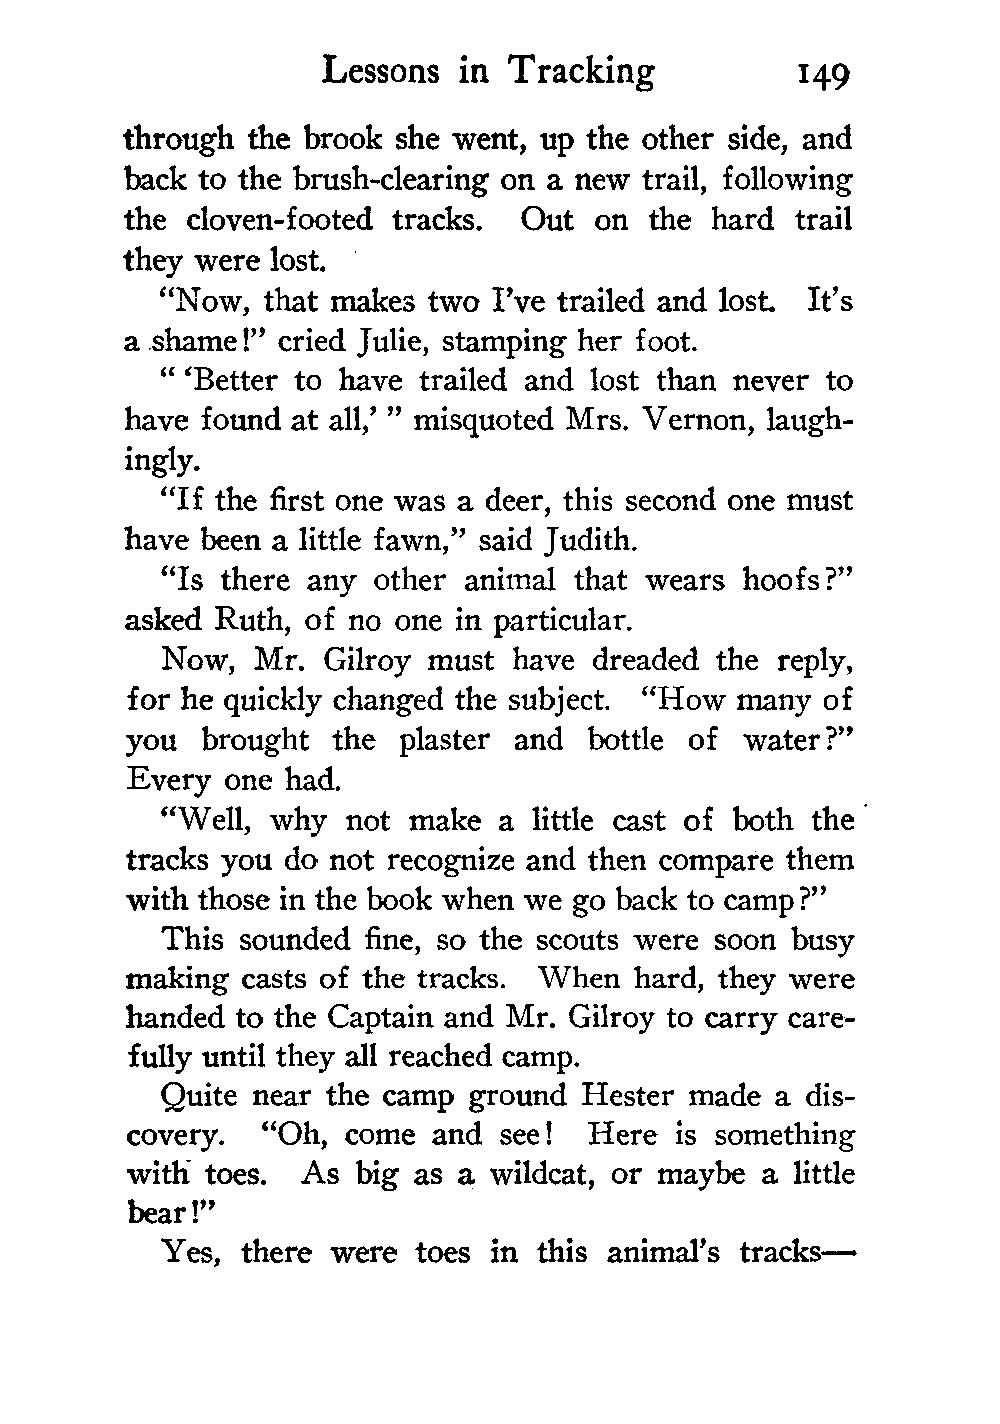 Lessons in Tracking 149
through the brook she went, up the other side, and
back to the brush-clearing on a new trail, following
the cloven-footed tracks. Out on the hard trail
they were lost.
“Now, that makes two I’ve trailed and lost. It’s
a shame!” cried Julie, stamping her foot.
“ ‘Better to have trailed and lost than never to
have found at all,’ ” misquoted Mrs. Vernon, laugh-
ingly.
“If the first one was a deer, this second one must
have been a little fawn,” said Judith.
“Is there any other animal that wears hoofs?”
asked Ruth, of no one in particular.
Now, Mr. Gilroy must have dreaded the reply,
for he quickly changed the subject. “How many of
you brought the plaster and bottle of water?”
Every one had.
“Well, why not make a little cast of both the
tracks you do not recognize and then compare them
with those in the book when we go back to camp?”
This sounded fine, so the scouts were soon busy
making casts of the tracks. When hard, they were
handed to the Captain and Mr. Gilroy to carry care-
fully until they all reached camp.
Quite near the camp ground Hester made a dis-
covery. “Oh, come and see! Here is something
with toes. As big as a wildcat, or maybe a little
bear!”
Yes, there were toes in this animal’s tracks—